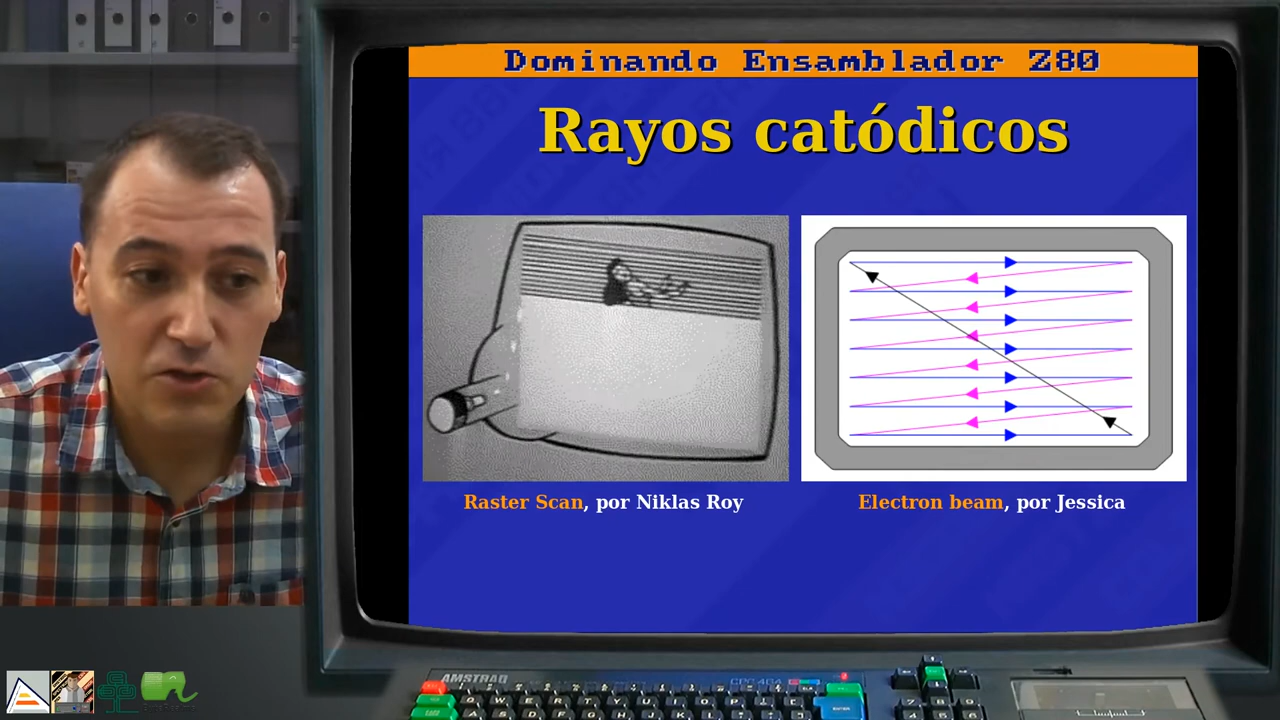 Dominando Ensamblador Z80
Rayos catódicos
Raster Scan, por Niklas Roy
Electron beam, por Jessica
AMSTRAD